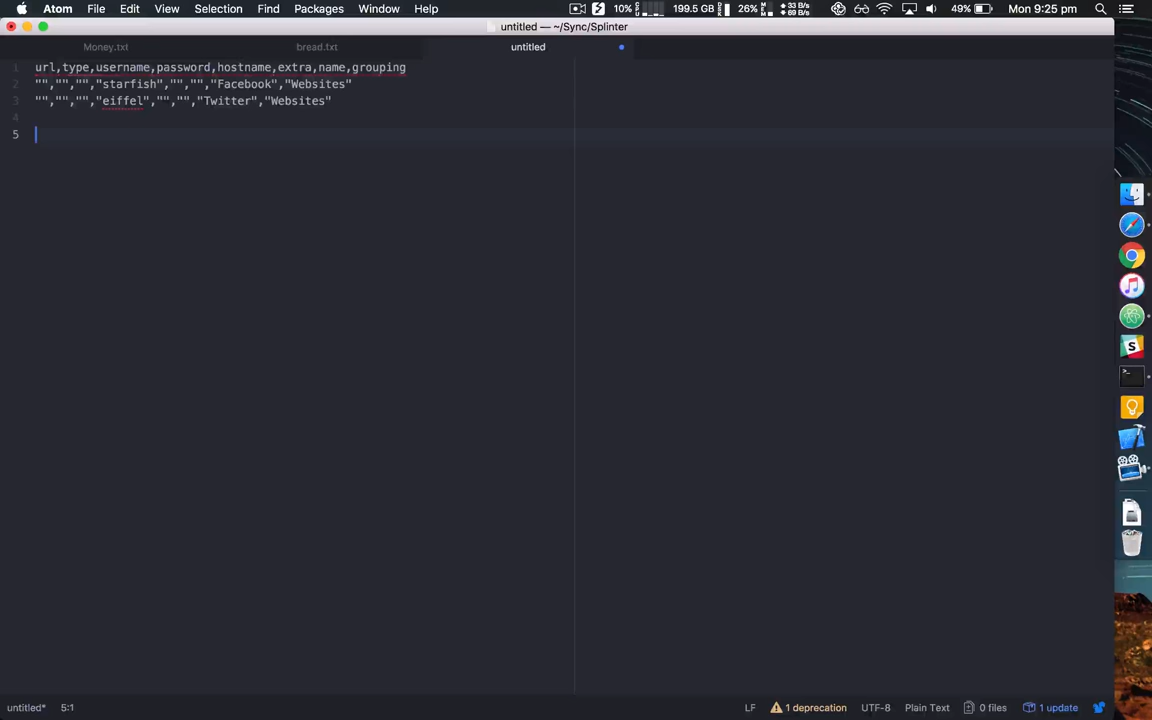 Atom File Edit View Selection Find Packages Window Help 10% 199.5 GB 26% 33 B/s 69 B/s 49% Mon 9:25 pm
untitled — ~/Sync/Splinter
Money.txt bread.txt untitled
1 url,type,username,password,hostname,extra,name,grouping
2 "","","","starfish","","","Facebook","Websites"
3 "","","","eiffel","","","Twitter","Websites"
4
5
untitled* 5:1 LF 1 deprecation UTF-8 Plain Text 0 files 1 update